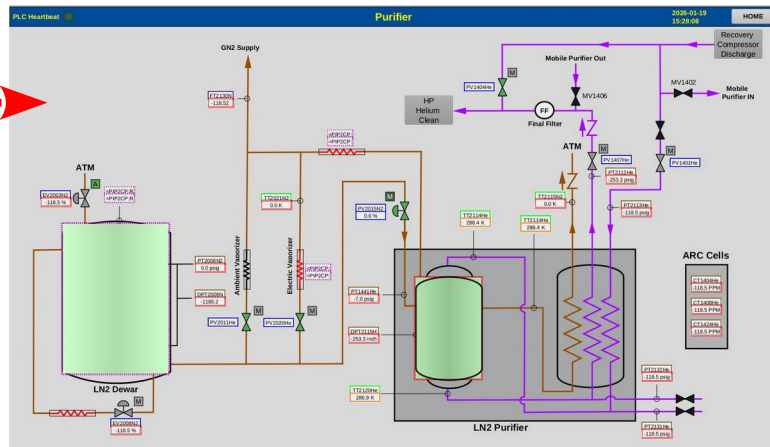 PLC Heartbeat
Purifier
2026-01-19
15:28:08
HOME
Recovery
Compressor
Discharge
GN2 Supply
Mobile Purifier Out
M
PV1404He
MV1402
Mobile
Purifier IN
MV1406
HP
Helium
Clean
FF
Final Filter
FT2130N
-118.52
ATM
M
PV1407He
M
PV1401He
PT2112He
-253.3 psig
ATM
A
EV2003N2
-118.5 %
TT2021N2
0.0 K
M
PV2015N2
0.6 %
TT2115N2
0.0 K
PT2113He
-118.5 psig
TT2114He
288.4 K
TT2114He
288.4 K
Ambient Vaporizer
Electric Vaporizer
ARC Cells
PT2006N2
0.0 psig
DPT2006N
-1185.2
CT1404He
-118.5 PPM
CT1408He
-118.5 PPM
CT1424He
-118.5 PPM
PT1441He
-7.0 psig
M
PV2011He
M
PV2020He
DPT2115H
-253.3 inch
LN2 Dewar
TT2120He
286.9 K
PT2132He
-118.5 psig
M
EV2008N2
-118.5 %
LN2 Purifier
PT2131He
-118.5 psig